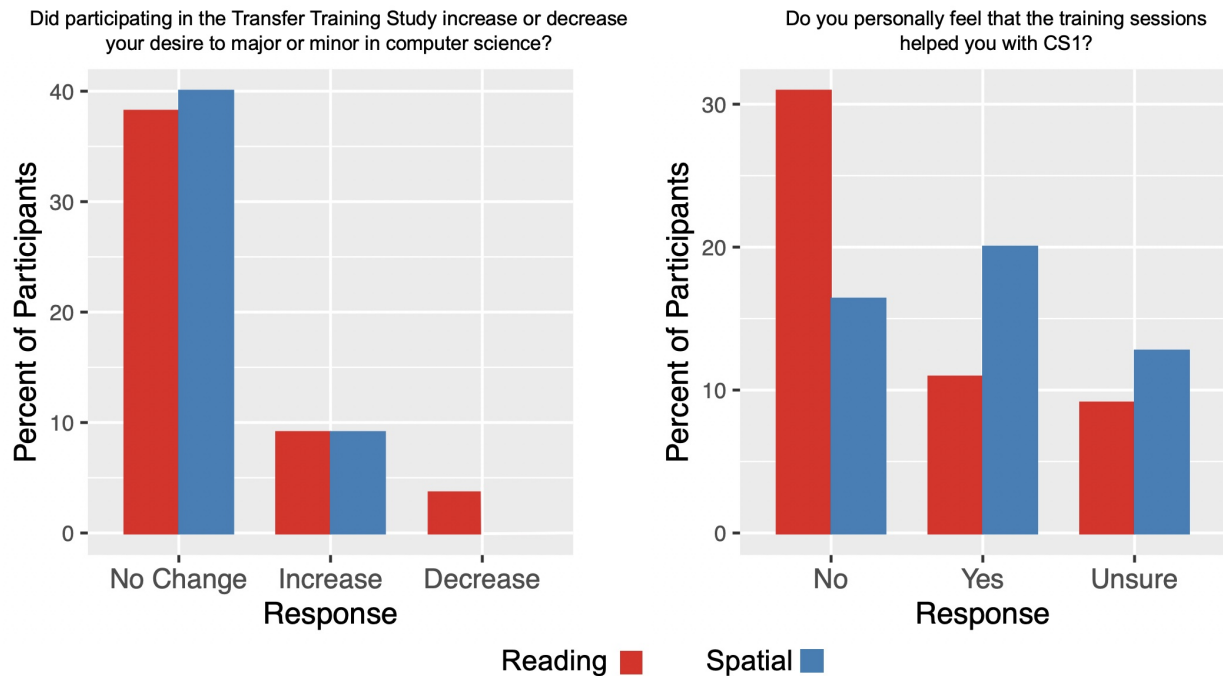 Did participating in the Transfer Training Study increase or decrease
your desire to major or minor in computer science?
Percent of Participants
40
30
20
10
0
No Change Increase Decrease
Response
Do you personally feel that the training sessions
helped you with CS1?
Percent of Participants
30
20
10
0
No Yes Unsure
Response
Reading Spatial